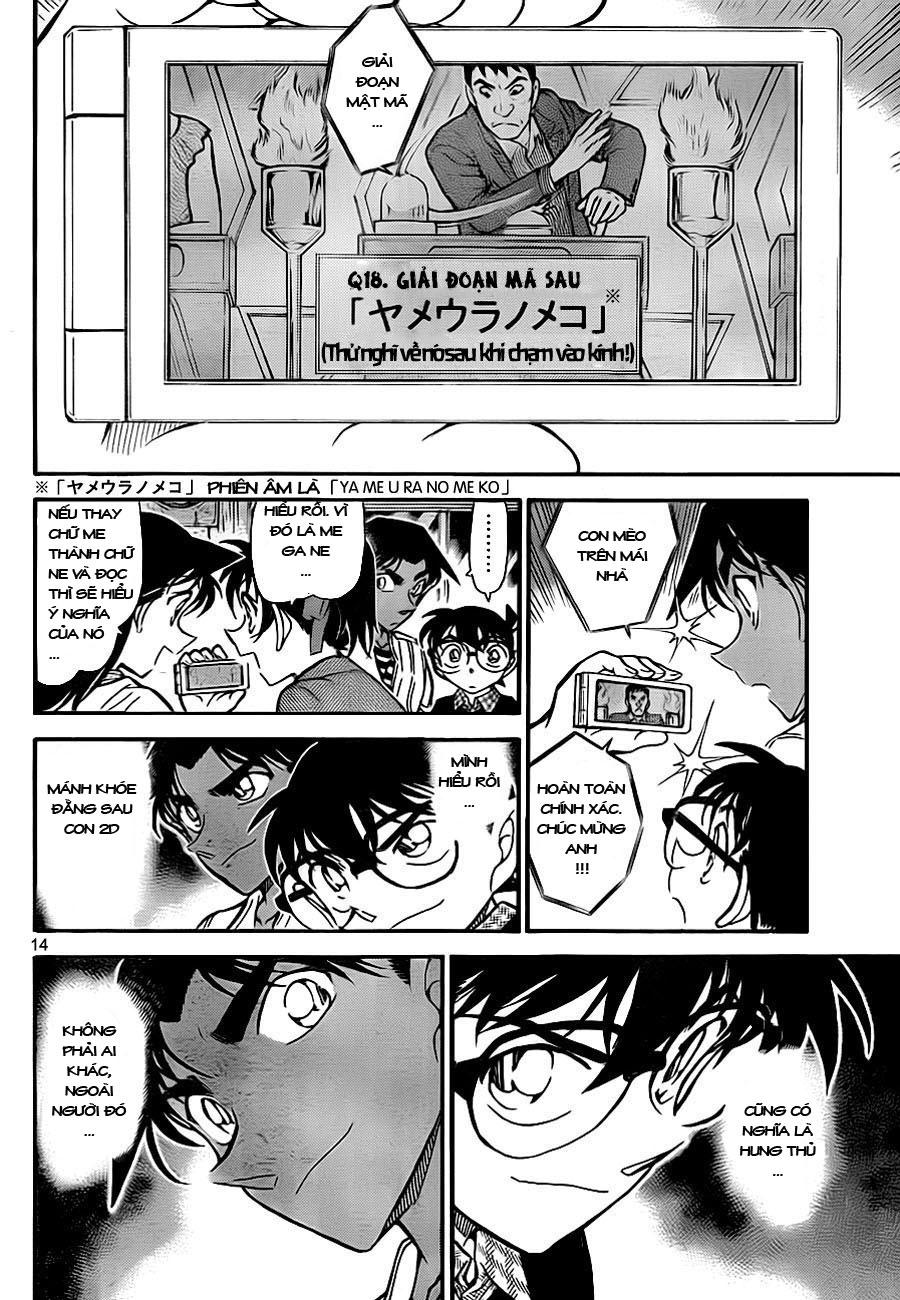 GIẢI
ĐOẠN
MẬT MÃ
...
Q18. GIẢI ĐOẠN MÃ SAU
「ヤメウラノメコ」※
(Thử nghĩ về nó sau khi chạm vào kính!)
※「ヤメウラノメコ」 PHIÊN ÂM LÀ「YA ME U RA NO ME KO」
CON MÈO
TRÊN MÁI
NHÀ
HOÀN TOÀN
CHÍNH XÁC.
CHÚC MỪNG
ANH
!!!
.......
HIỂU RỒI. VÌ
ĐÓ LÀ ME
GA NE
...
NẾU THAY
CHỮ ME
THÀNH CHỮ
NE VÀ ĐỌC
THÌ SẼ HIỂU
Ý NGHĨA
CỦA NÓ
...
MÌNH
HIỂU RỒI
...
MÁNH KHÓE
ĐẰNG SAU
CON 2D
14
CŨNG CÓ
NGHĨA LÀ
HUNG THỦ
...
KHÔNG
PHẢI AI
KHÁC,
NGOÀI
NGƯỜI ĐÓ
...